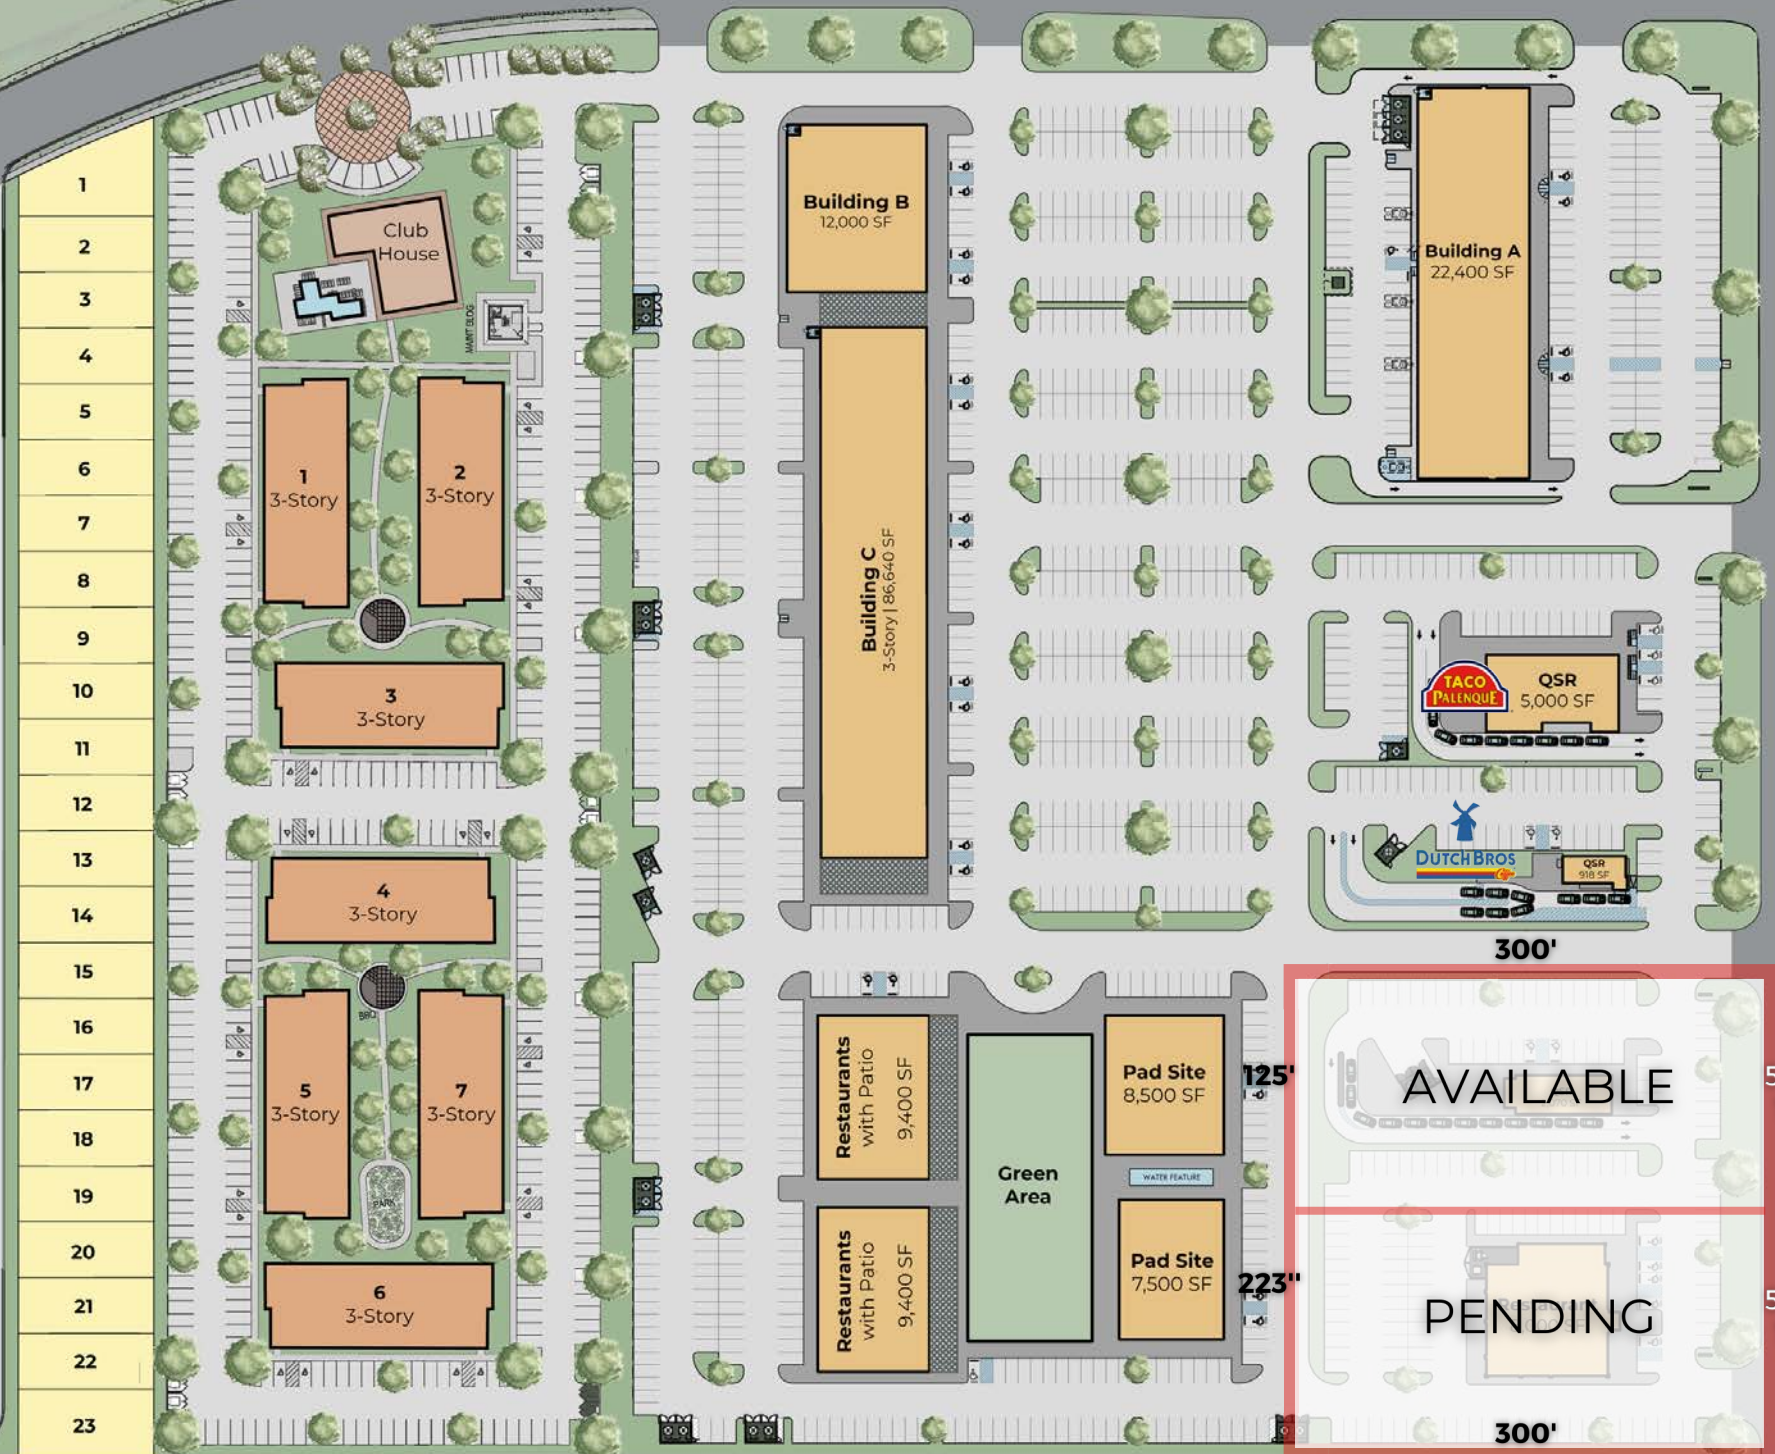 1
2
3
4
5
6
7
8
9
10
11
12
13
14
15
16
17
18
19
20
21
22
23
Club
House
MAINT BLDG
1
3-Story
2
3-Story
3
3-Story
4
3-Story
BBQ
5
3-Story
7
3-Story
PARK
6
3-Story
Building B
12,000 SF
Building C
3-Story | 86,640 SF
Building A
22,400 SF
TACO
PALENQUE
QSR
5,000 SF
DUTCH BROS
QSR
918 SF
Restaurants
with Patio
9,400 SF
Restaurants
with Patio
9,400 SF
Green
Area
Pad Site
8,500 SF
WATER FEATURE
Pad Site
7,500 SF
300'
125'
AVAILABLE
223"
PENDING
300'